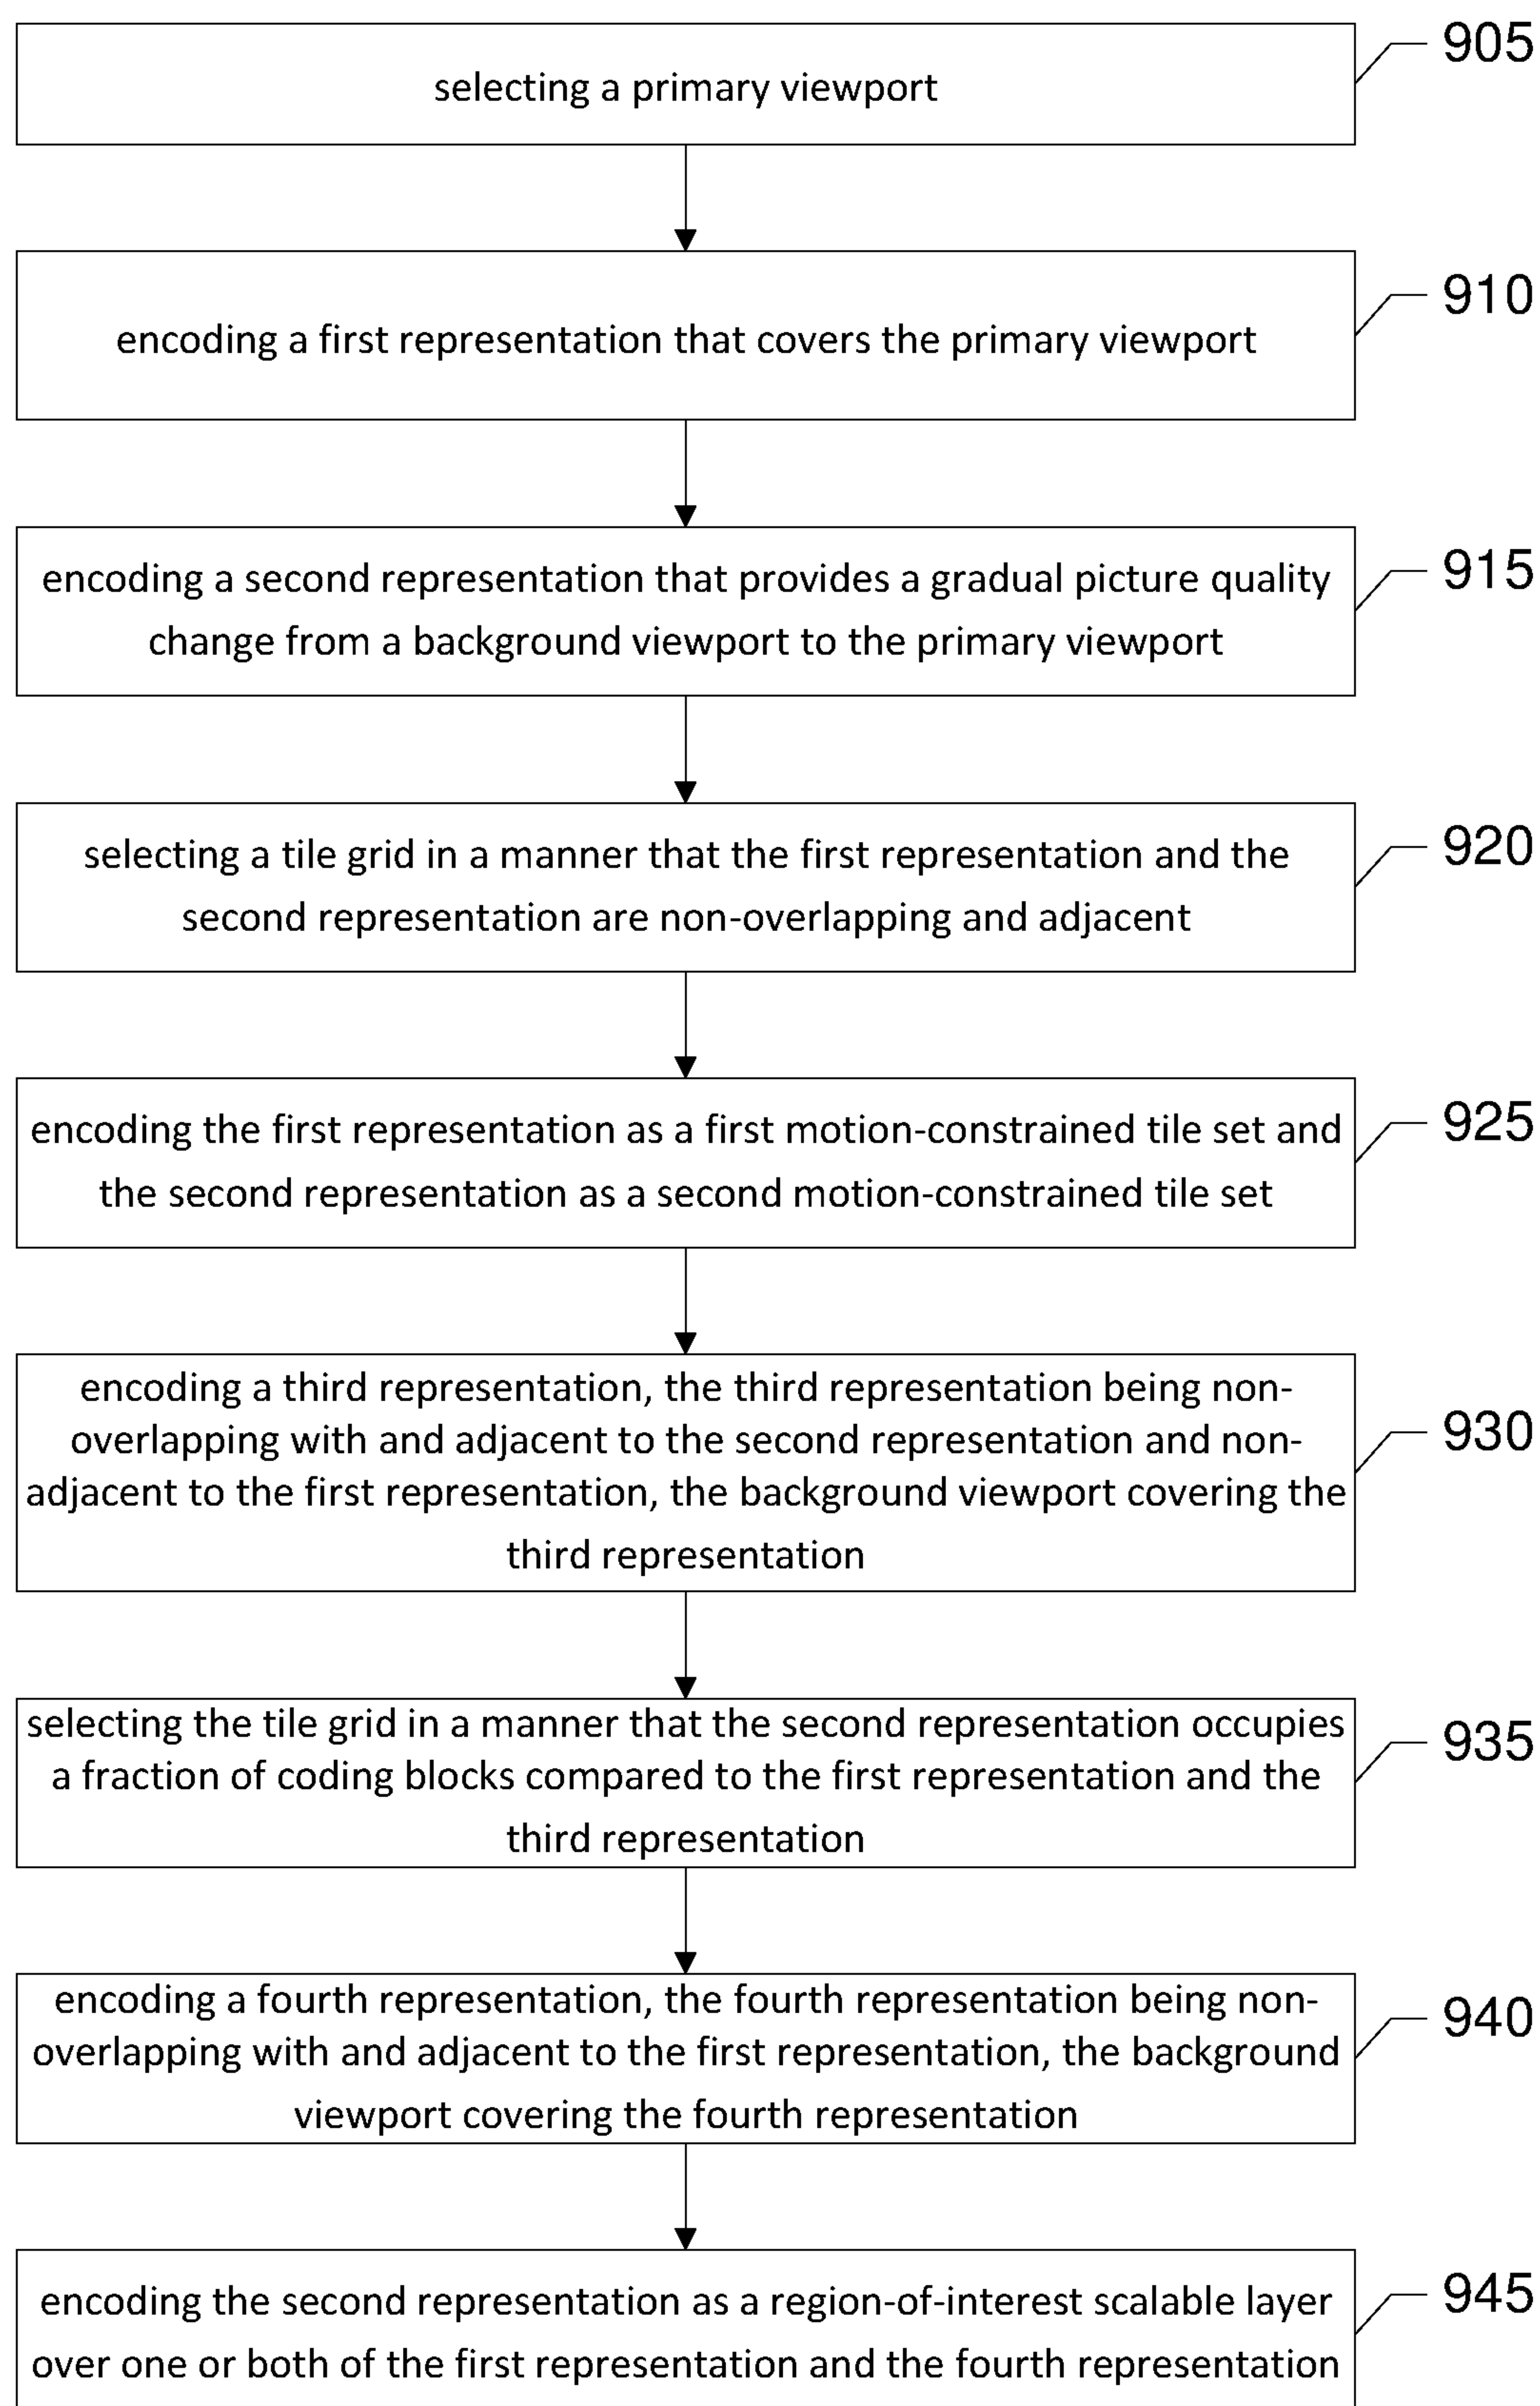 selecting a primary viewport
905
encoding a first representation that covers the primary viewport
910
encoding a second representation that provides a gradual picture quality
change from a background viewport to the primary viewport
915
selecting a tile grid in a manner that the first representation and the
second representation are non-overlapping and adjacent
920
encoding the first representation as a first motion-constrained tile set and
the second representation as a second motion-constrained tile set
925
encoding a third representation, the third representation being non-
overlapping with and adjacent to the second representation and non-
adjacent to the first representation, the background viewport covering the
third representation
930
selecting the tile grid in a manner that the second representation occupies
a fraction of coding blocks compared to the first representation and the
third representation
935
encoding a fourth representation, the fourth representation being non-
overlapping with and adjacent to the first representation, the background
viewport covering the fourth representation
940
encoding the second representation as a region-of-interest scalable layer
over one or both of the first representation and the fourth representation
945